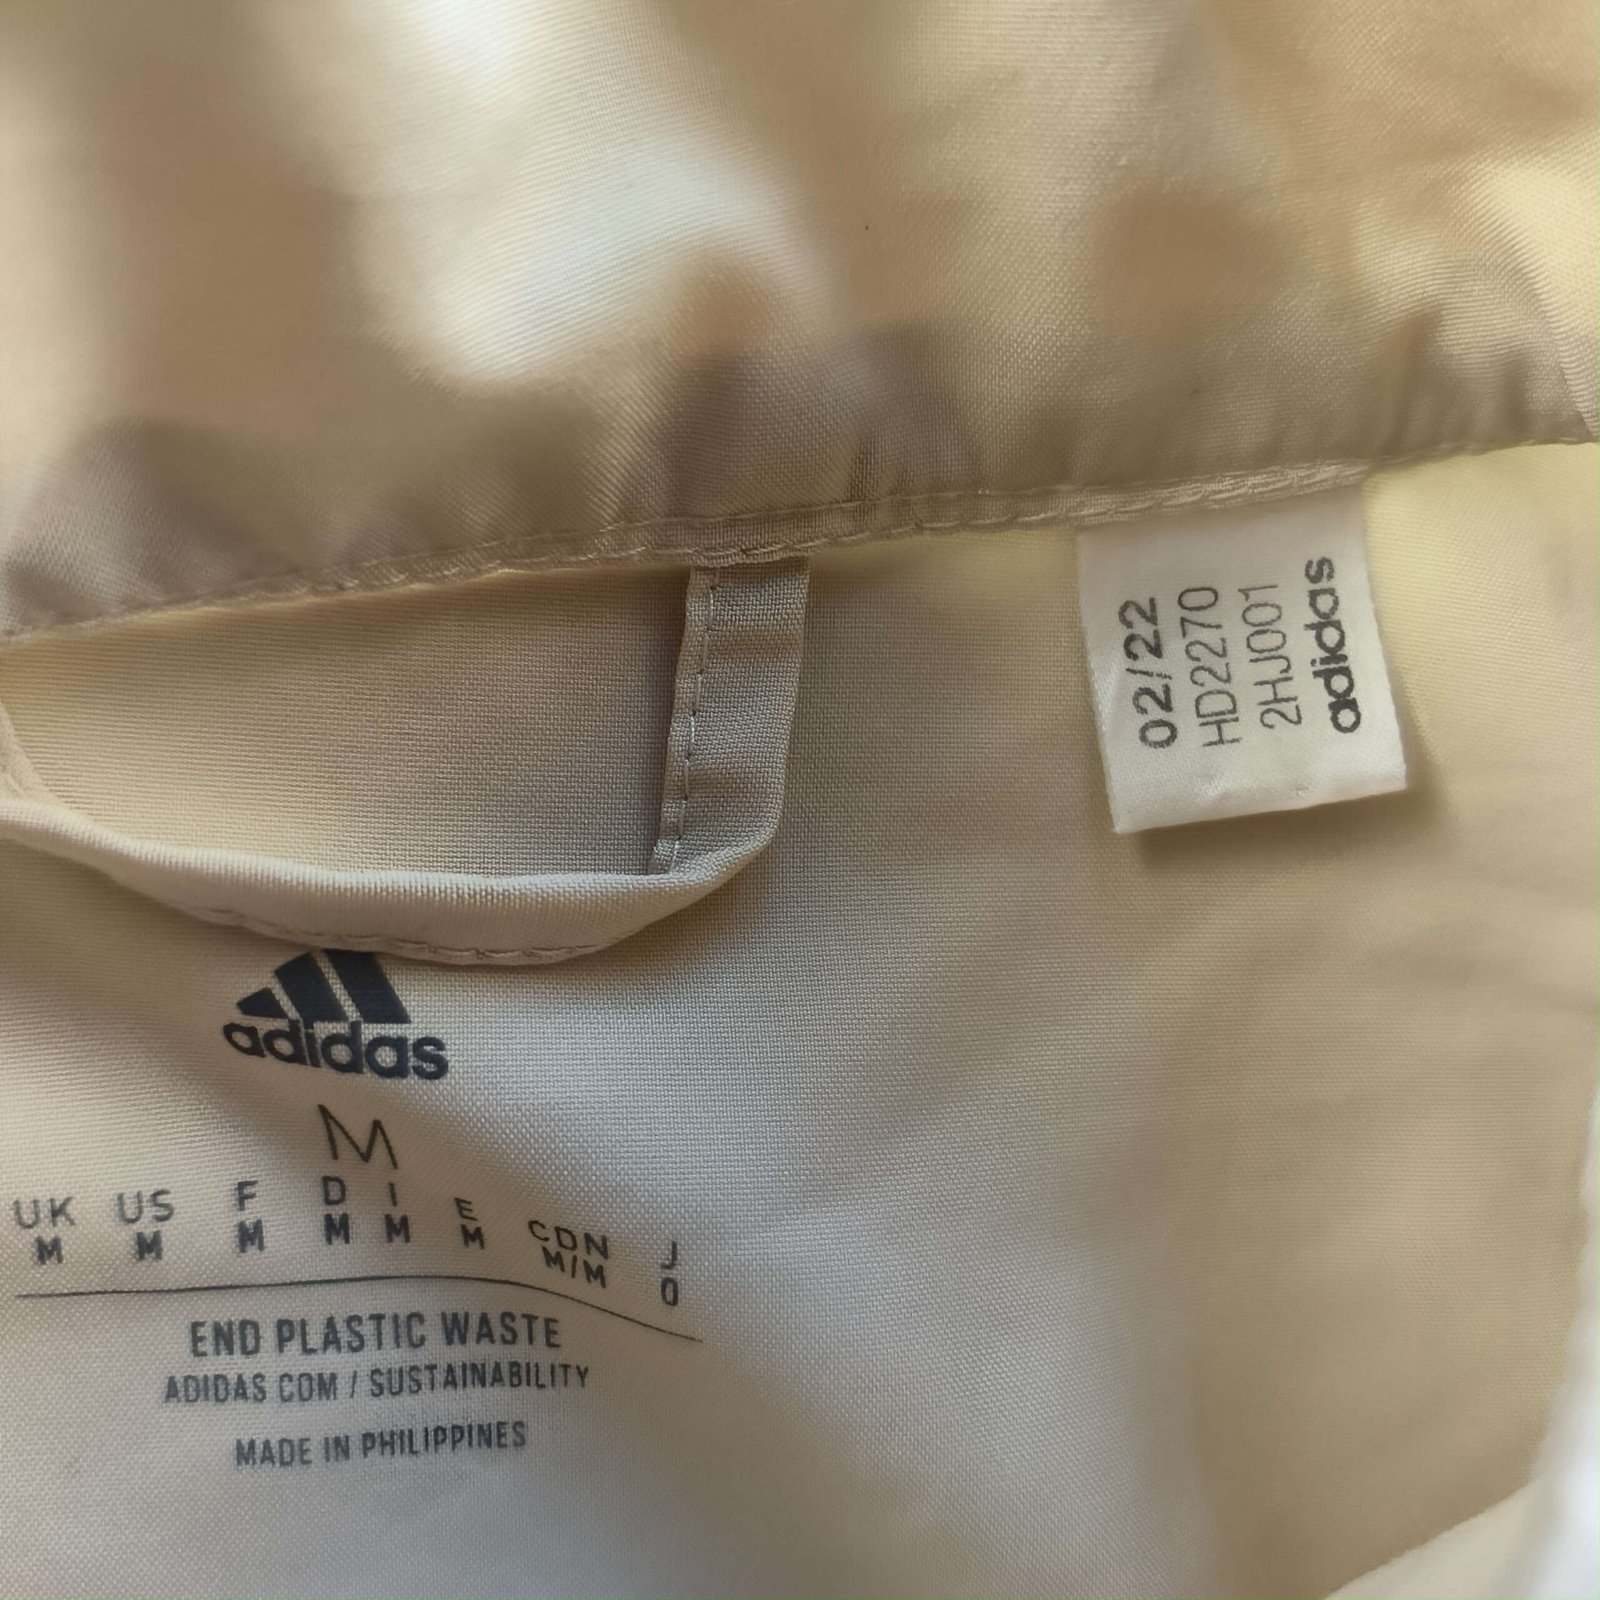 02/22
HD2270
2HJ001
adidas
adidas
M
UK US F D I E CDN J
M M M M M M M/M O
END PLASTIC WASTE
ADIDAS.COM / SUSTAINABILITY
MADE IN PHILIPPINES